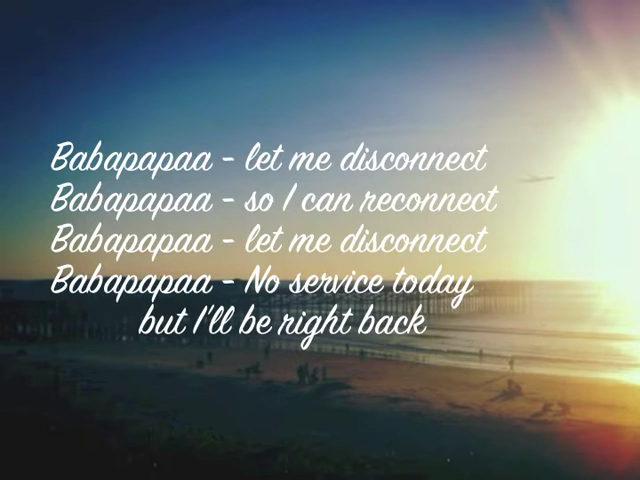 Babapapaa - let me disconnect
Babapapaa - so I can reconnect
Babapapaa - let me disconnect
Babapapaa - No service today
but I'll be right back